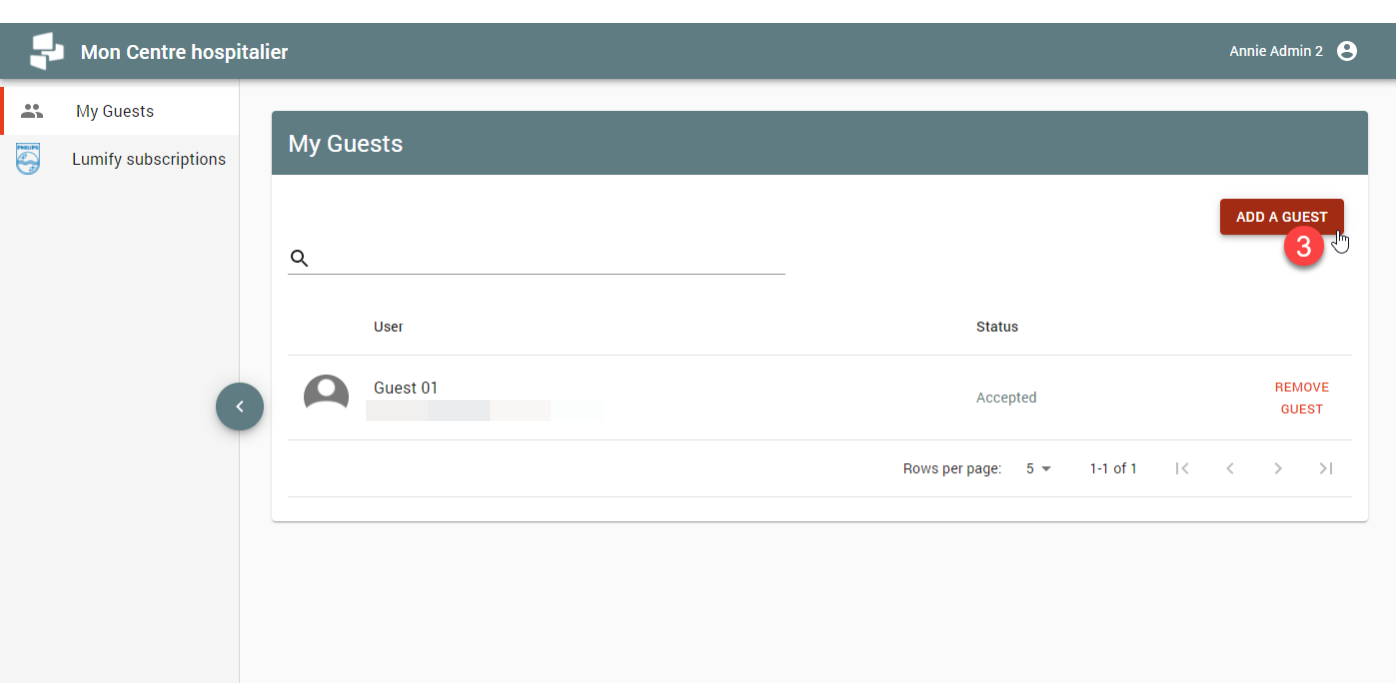 Mon Centre hospitalier
Annie Admin 2
My Guests
PHILIPS
Lumify subscriptions
My Guests
ADD A GUEST
3
User
Status
Guest 01
Accepted
REMOVE
GUEST
Rows per page: 5
1-1 of 1